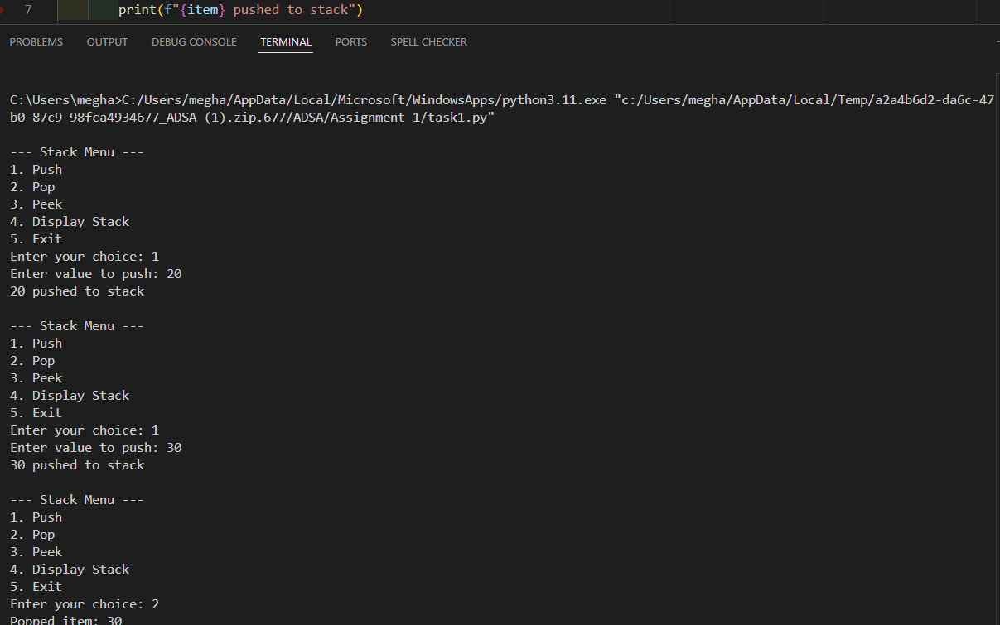 7 print(f"{item} pushed to stack")
PROBLEMS OUTPUT DEBUG CONSOLE TERMINAL PORTS SPELL CHECKER
C:\Users\megha>C:/Users/megha/AppData/Local/Microsoft/WindowsApps/python3.11.exe "c:/Users/megha/AppData/Local/Temp/a2a4b6d2-da6c-47
b0-87c9-98fca4934677_ADSA (1).zip.677/ADSA/Assignment 1/task1.py"
--- Stack Menu ---
1. Push
2. Pop
3. Peek
4. Display Stack
5. Exit
Enter your choice: 1
Enter value to push: 20
20 pushed to stack
--- Stack Menu ---
1. Push
2. Pop
3. Peek
4. Display Stack
5. Exit
Enter your choice: 1
Enter value to push: 30
30 pushed to stack
--- Stack Menu ---
1. Push
2. Pop
3. Peek
4. Display Stack
5. Exit
Enter your choice: 2
Popped item: 30